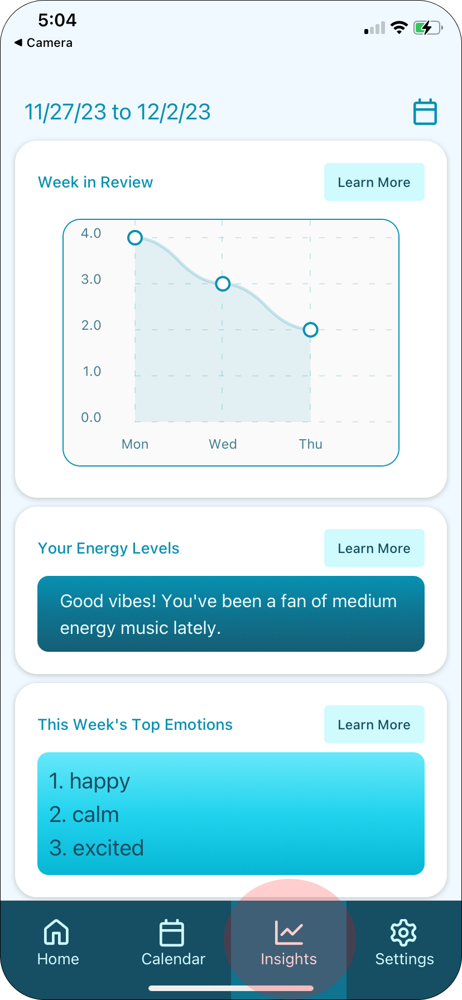 5:04
◀ Camera
11/27/23 to 12/2/23
Week in Review
Learn More
4.0
3.0
2.0
1.0
0.0
Mon Wed Thu
Your Energy Levels
Learn More
Good vibes! You've been a fan of medium
energy music lately.
This Week's Top Emotions
Learn More
1. happy
2. calm
3. excited
Home Calendar Insights Settings